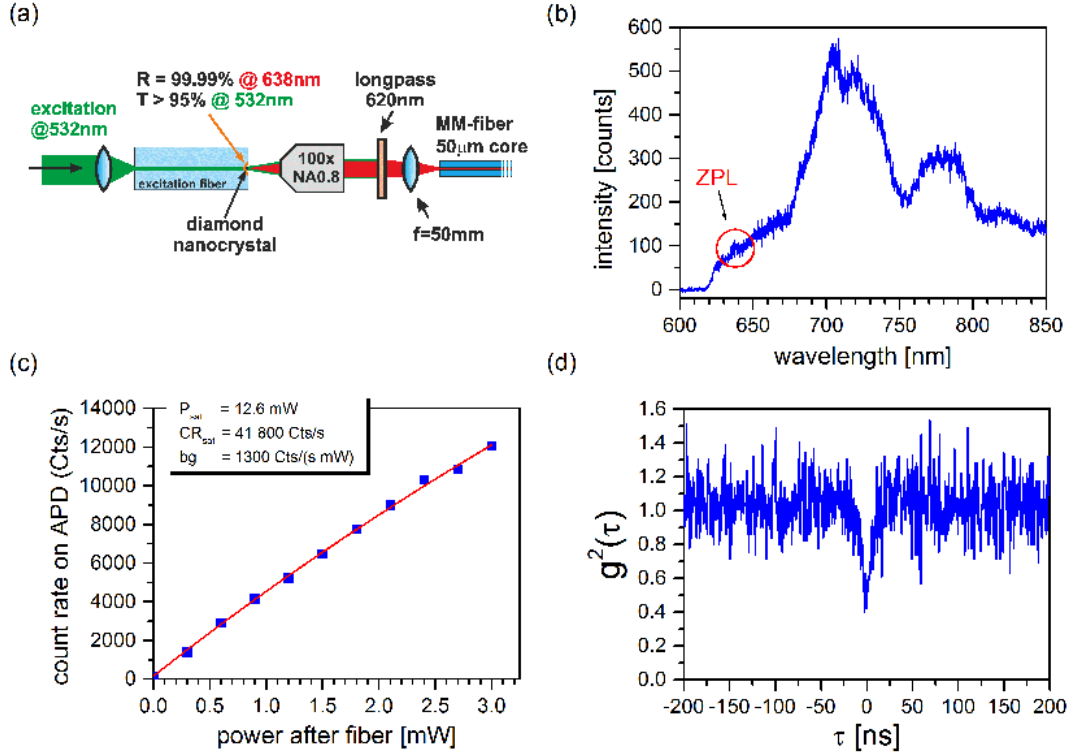 (a)
R = 99.99% @ 638nm
T > 95% @ 532nm
longpass
620nm
excitation
@532nm
MM-fiber
50µm core
100x
NA0.8
excitation fiber
diamond
nanocrystal
f=50mm
(b)
600
500
400
300
200
100
0
ZPL
intensity [counts]
600 650 700 750 800 850
wavelength [nm]
(c)
14000
12000
10000
8000
6000
4000
2000
0
P_sat = 12.6 mW
CR_sat = 41 800 Cts/s
bg = 1300 Cts/(s mW)
count rate on APD (Cts/s)
0.0 0.5 1.0 1.5 2.0 2.5 3.0
power after fiber [mW]
(d)
1.6
1.4
1.2
1.0
0.8
0.6
0.4
0.2
0.0
g²(τ)
-200 -150 -100 -50 0 50 100 150 200
τ [ns]